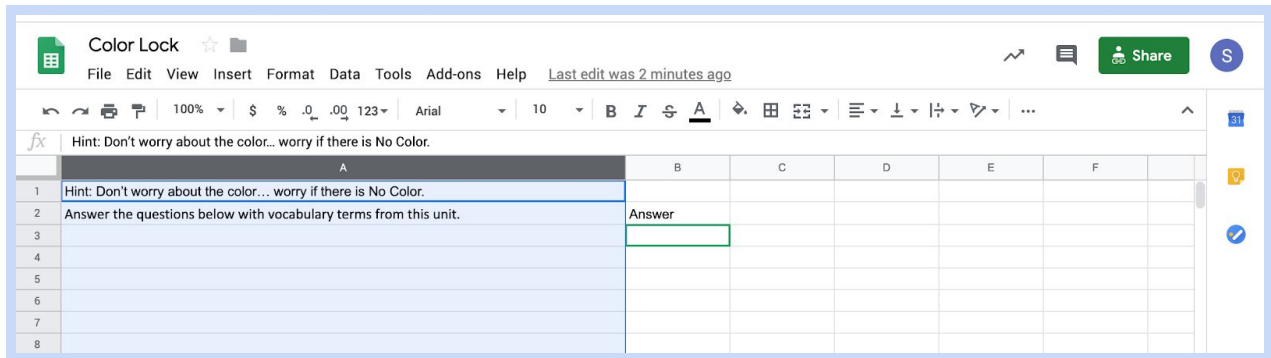 Color Lock
File Edit View Insert Format Data Tools Add-ons Help Last edit was 2 minutes ago
Share
S
100% $ % .0 .00 123 Arial 10 B I S A ...
31
fx Hint: Don't worry about the color... worry if there is No Color.
A B C D E F
1 Hint: Don't worry about the color... worry if there is No Color.
2 Answer the questions below with vocabulary terms from this unit. Answer
3
4
5
6
7
8